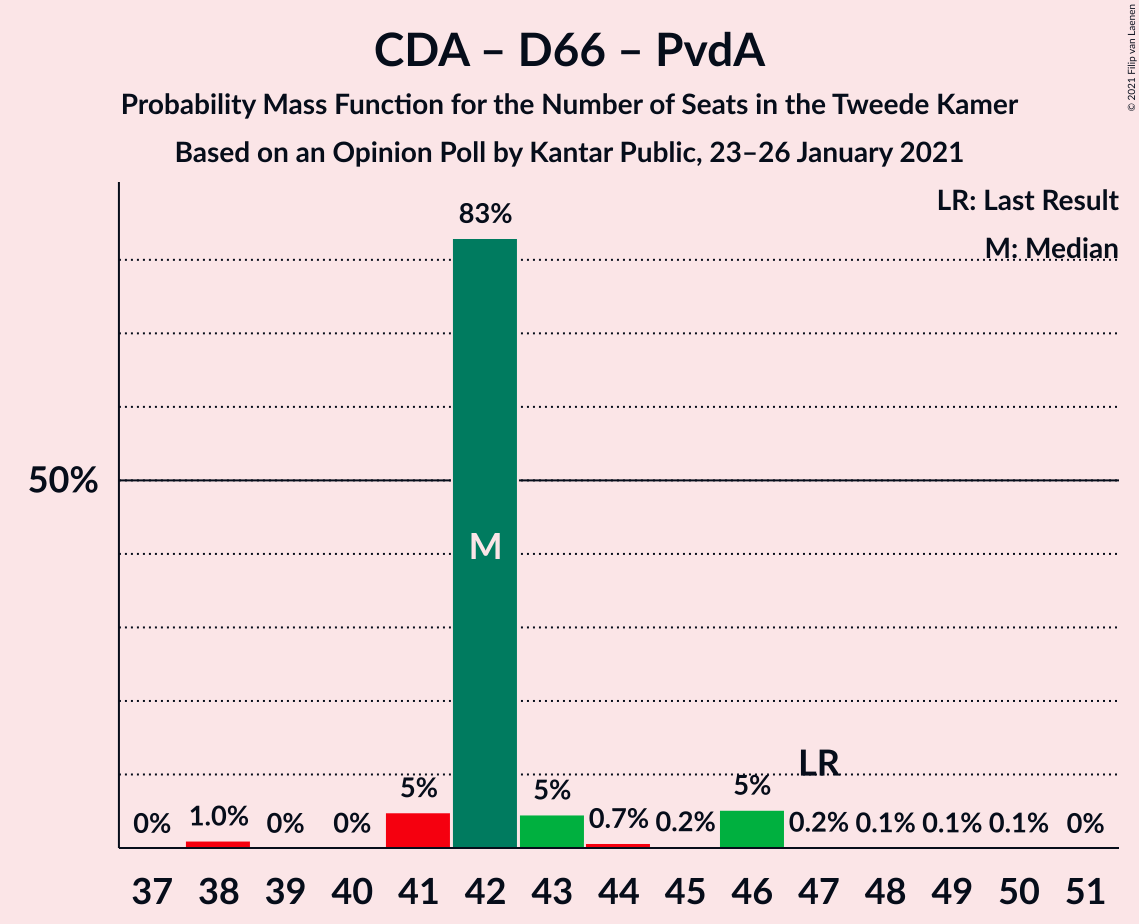 CDA – D66 – PvdA
Probability Mass Function for the Number of Seats in the Tweede Kamer
Based on an Opinion Poll by Kantar Public, 23–26 January 2021
© 2021 Filip van Laenen
LR: Last Result
M: Median
83%
50%
M
LR
0% 1.0% 0% 0% 5% 5% 0.7% 0.2% 5% 0.2% 0.1% 0.1% 0.1% 0%
37 38 39 40 41 42 43 44 45 46 47 48 49 50 51